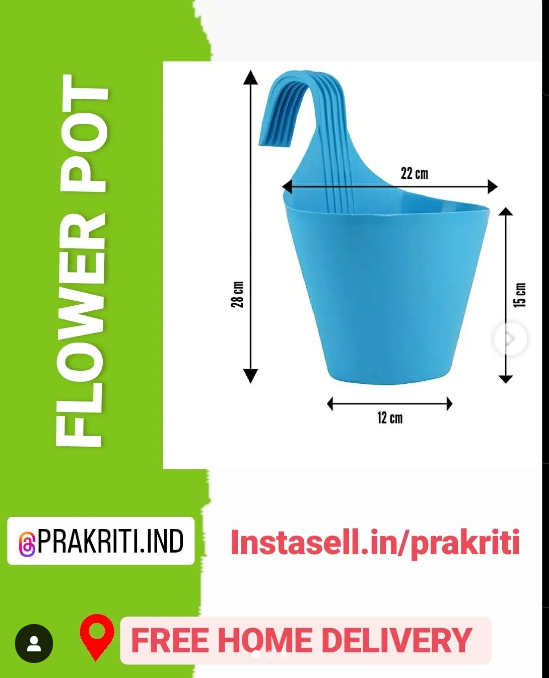 FLOWER POT
22 cm
28 cm
15 cm
12 cm
@PRAKRITI.IND
Instasell.in/prakriti
FREE HOME DELIVERY